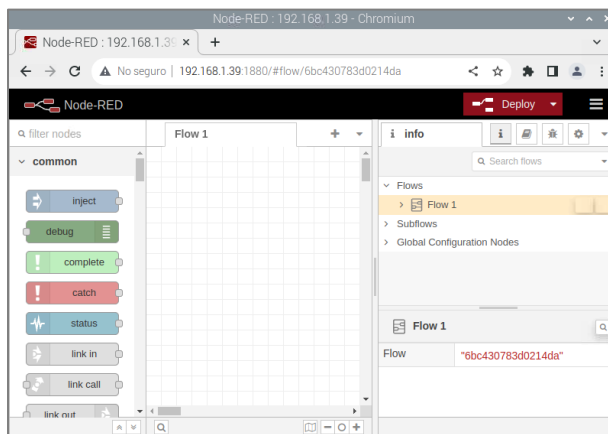 Node-RED : 192.168.1.39 - Chromium
Node-RED : 192.168.1.39
No seguro | 192.168.1.39:1880/#flow/6bc430783d0214da
Node-RED
Deploy
filter nodes
Flow 1
info
common
Search flows
inject
Flows
Flow 1
debug
Subflows
Global Configuration Nodes
complete
catch
status
Flow 1
link in
Flow "6bc430783d0214da"
link call
link out